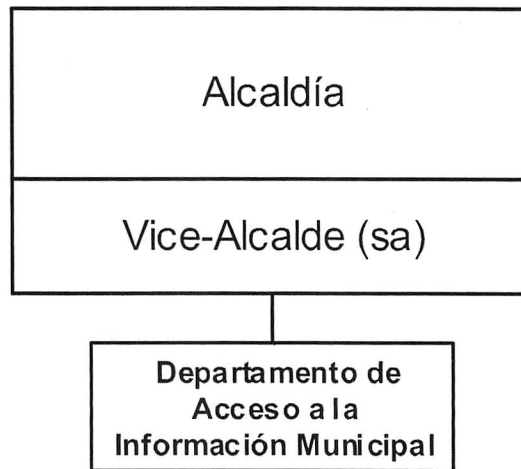 Alcaldía
Vice-Alcalde (sa)
Departamento de
Acceso a la
Información Municipal